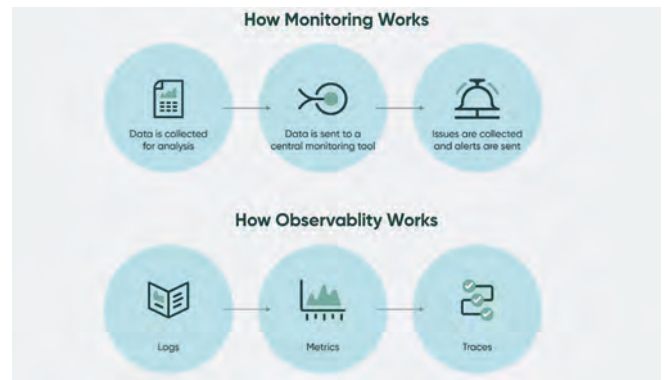 How Monitoring Works
Data is collected
for analysis
Data is sent to a
central monitoring tool
Issues are collected
and alerts are sent
How Observablity Works
Logs
Metrics
Traces